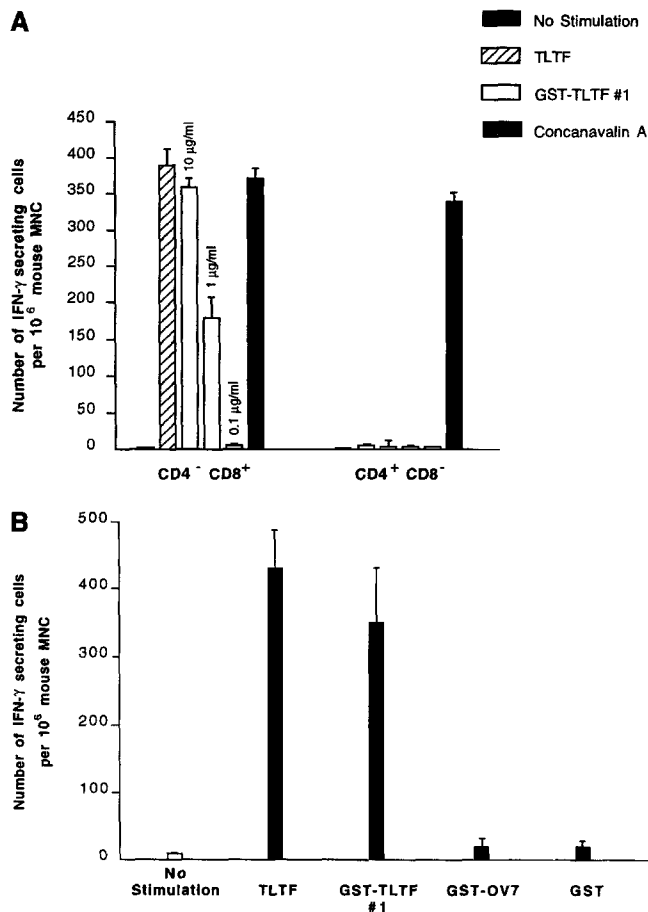 A
No Stimulation
TLTF
GST-TLTF #1
Concanavalin A
450
400
350
300
250
200
150
100
50
0
Number of IFN-γ secreting cells
per 10⁶ mouse MNC
10 µg/ml
1 µg/ml
0.1 µg/ml
CD4⁻ CD8⁺
CD4⁺ CD8⁻
B
500
400
300
200
100
0
Number of IFN-γ secreting cells
per 10⁶ mouse MNC
No
Stimulation
TLTF
GST-TLTF
#1
GST-OV7
GST